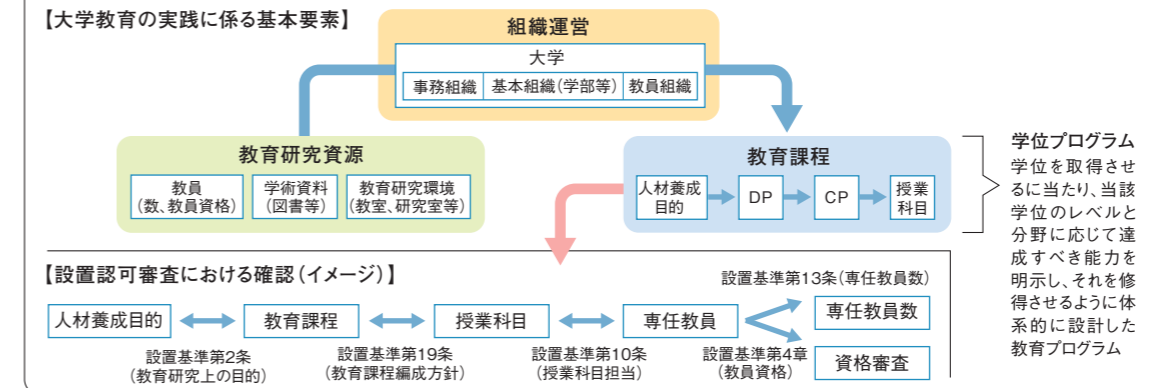 【大学教育の実践に係る基本要素】
組織運営
大学
事務組織
基本組織(学部等)
教員組織
教育研究資源
教員
(数、教員資格)
学術資料
(図書等)
教育研究環境
(教室、研究室等)
教育課程
人材養成
目的
DP
CP
授業
科目
学位プログラム
学位を取得させ
るに当たり、当該
学位のレベルと
分野に応じて達
成すべき能力を
明示し、それを修
得させるように体
系的に設計した
教育プログラム
【設置認可審査における確認(イメージ)】
人材養成目的
教育課程
授業科目
専任教員
設置基準第13条(専任教員数)
専任教員数
資格審査
設置基準第2条
(教育研究上の目的)
設置基準第19条
(教育課程編成方針)
設置基準第10条
(授業科目担当)
設置基準第4章
(教員資格)